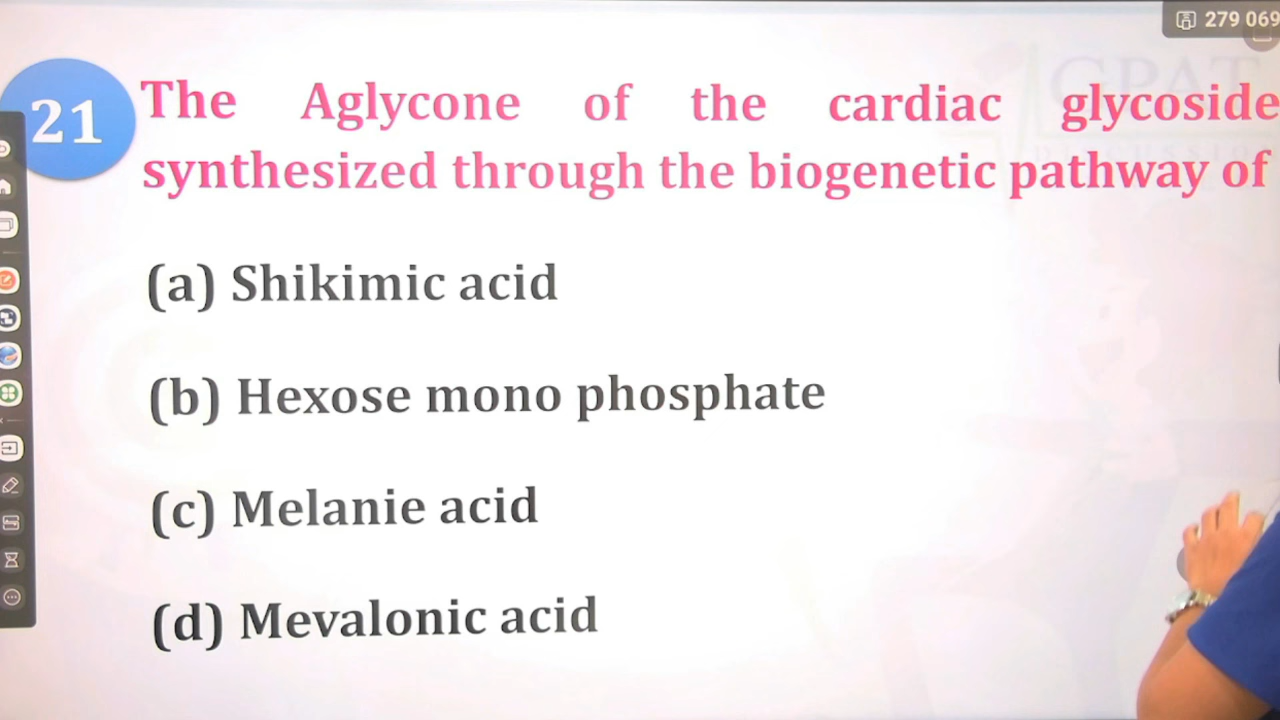 279 069
GPAT
21
The Aglycone of the cardiac glycoside
synthesized through the biogenetic pathway of
(a) Shikimic acid
(b) Hexose mono phosphate
(c) Melanie acid
(d) Mevalonic acid